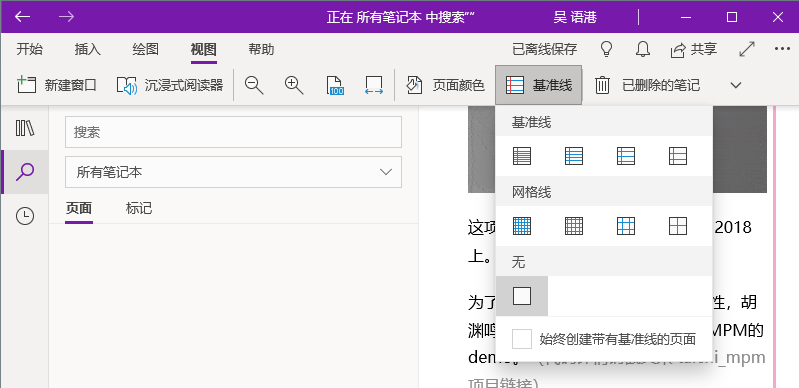 正在 所有笔记本 中搜索""
吴 语港
开始 插入 绘图 视图 帮助 已离线保存 共享
新建窗口 沉浸式阅读器 100 页面颜色 基准线 已删除的笔记
搜索
所有笔记本
页面 标记
基准线
网格线
无
始终创建带有基准线的页面
这项
2018
上。
为了
性，胡
渊鸣
MPM的
dem
_mpm
项目链接）